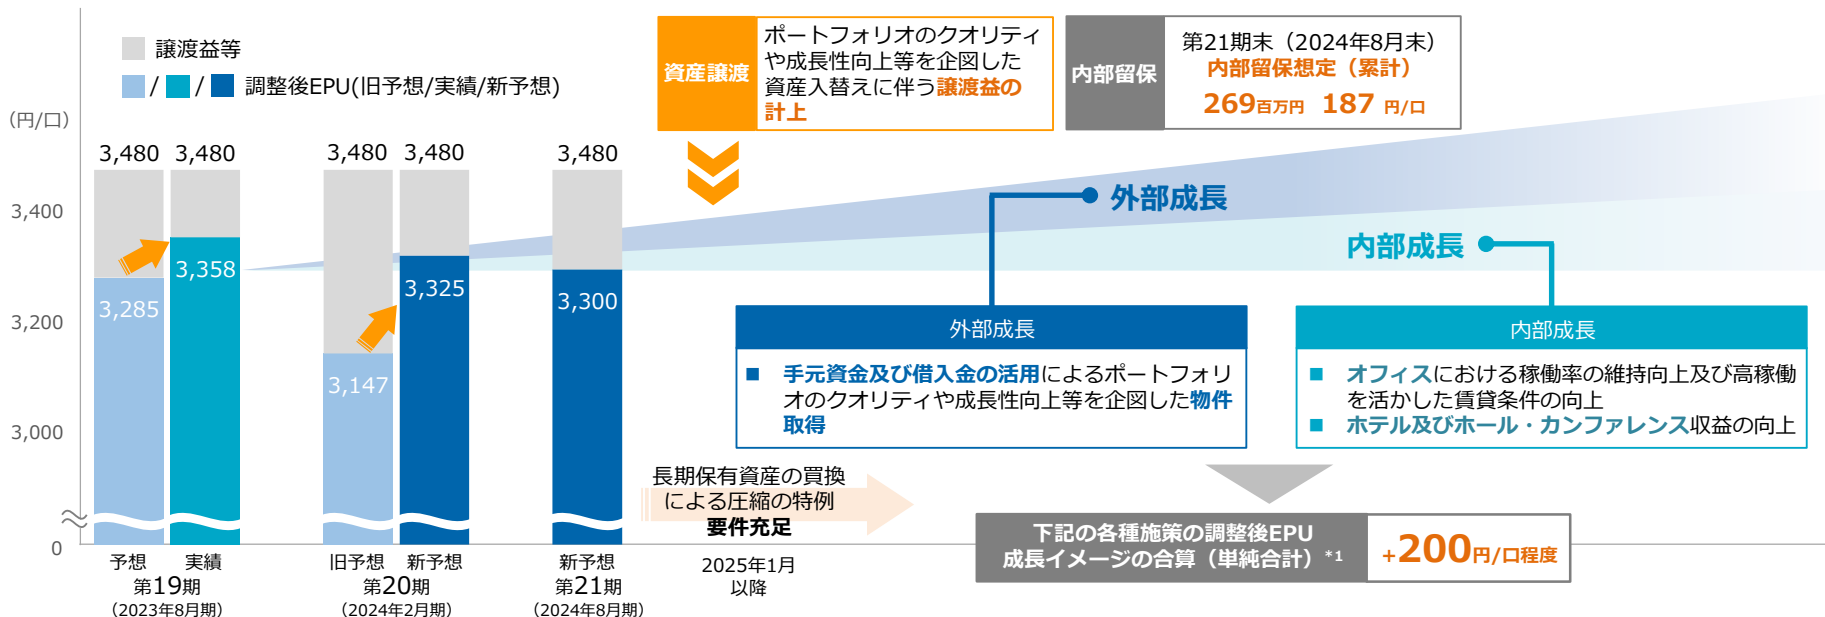 譲渡益等
/ / 調整後EPU(旧予想/実績/新予想)
資産譲渡
ポートフォリオのクオリティ
や成長性向上等を企図した
資産入替えに伴う譲渡益の
計上
内部留保
第21期末（2024年8月末）
内部留保想定（累計）
269百万円 187 円/口
（円/口）
3,400
3,200
3,000
0
3,480 3,480
3,480 3,480
3,480
3,285
3,358
3,147
3,325
3,300
外部成長
内部成長
外部成長
■ 手元資金及び借入金の活用によるポートフォリ
オのクオリティや成長性向上等を企図した物件
取得
内部成長
■ オフィスにおける稼働率の維持向上及び高稼働
を活かした賃貸条件の向上
■ ホテル及びホール・カンファレンス収益の向上
長期保有資産の買換
による圧縮の特例
要件充足
2025年1月
以降
下記の各種施策の調整後EPU
成長イメージの合算（単純合計）*1
+200円/口程度
予想 実績
第19期
（2023年8月期）
旧予想 新予想
第20期
（2024年2月期）
新予想
第21期
（2024年8月期）